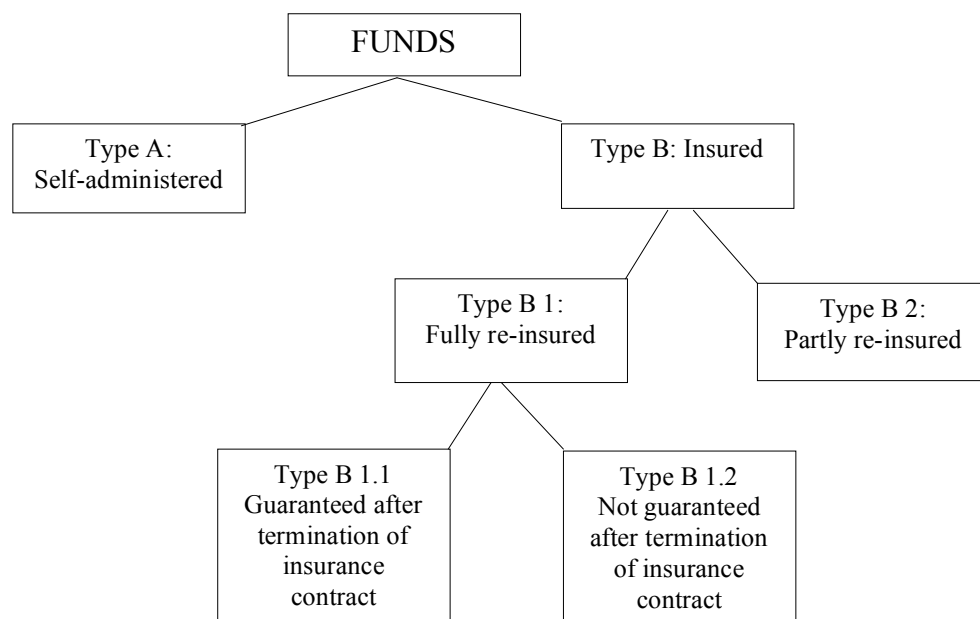 FUNDS
Type A:
Self-administered
Type B: Insured
Type B 1:
Fully re-insured
Type B 2:
Partly re-insured
Type B 1.1
Guaranteed after
termination of
insurance
contract
Type B 1.2
Not guaranteed
after termination
of insurance
contract